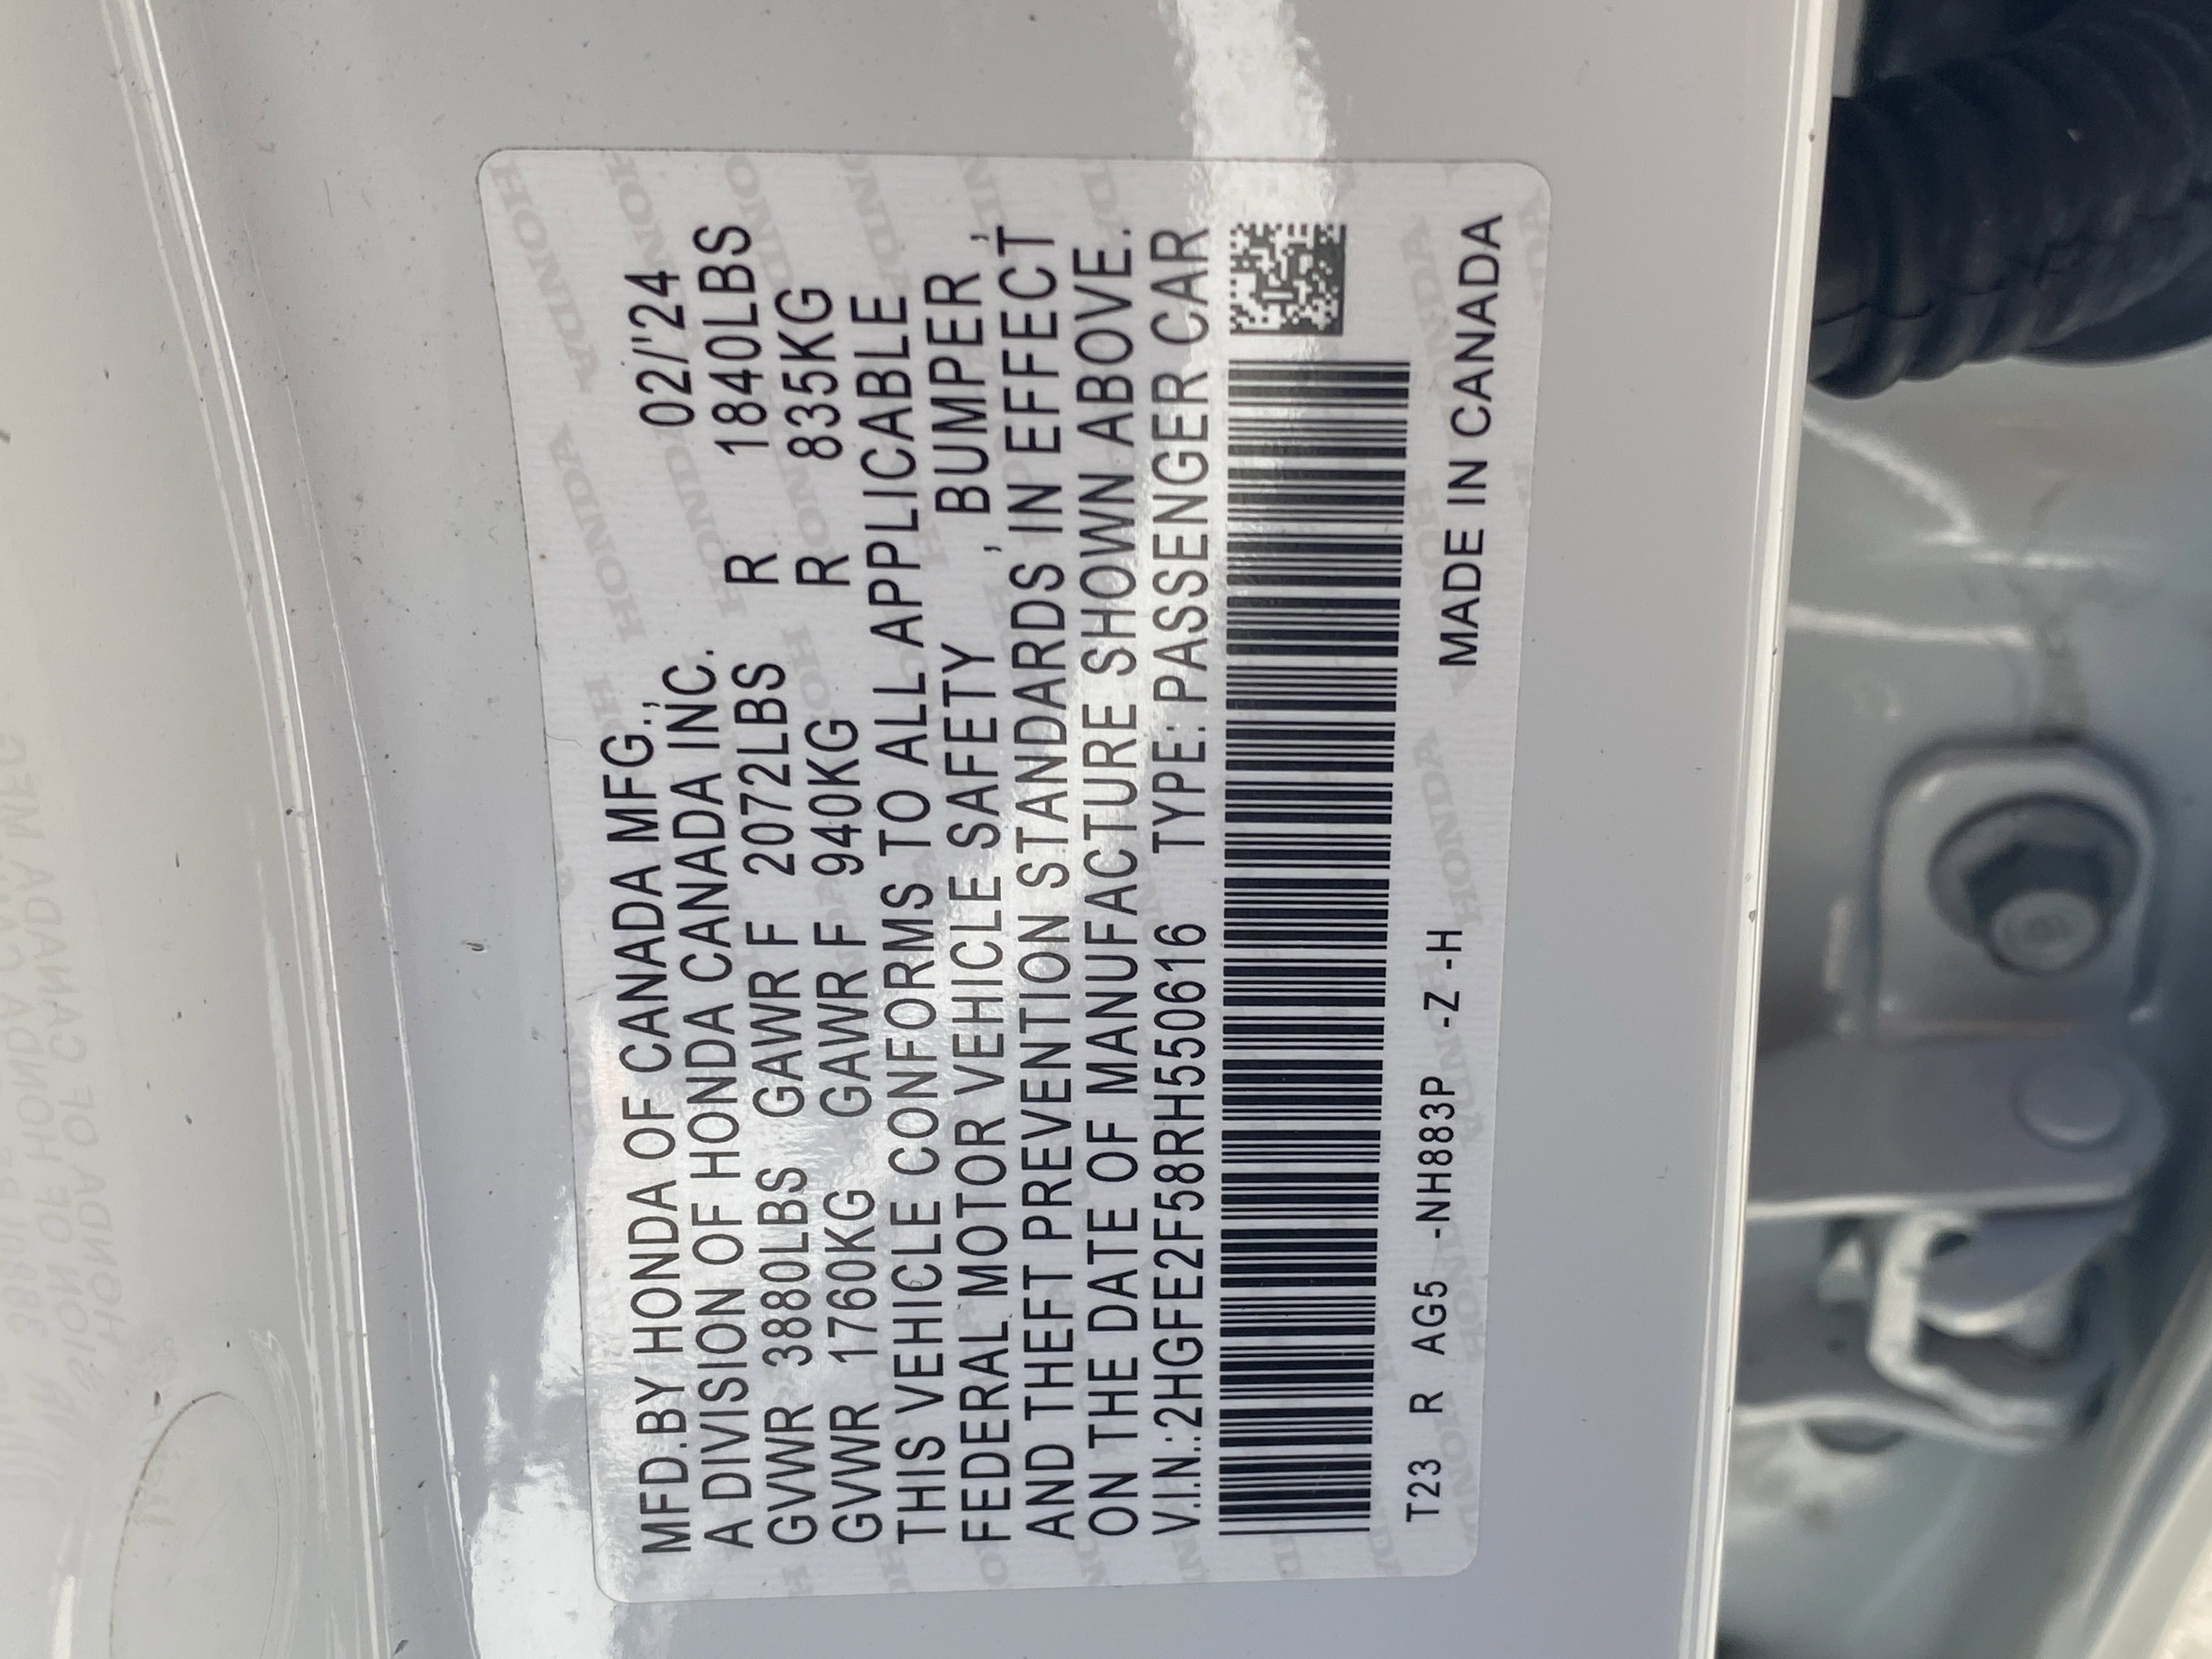 MFD.BY HONDA OF CANADA MFG., 02/'24
A DIVISION OF HONDA CANADA INC.
GVWR 3880LBS GAWR F 2072LBS R 1840LBS
GVWR 1760KG GAWR F 940KG R 835KG
THIS VEHICLE CONFORMS TO ALL APPLICABLE
FEDERAL MOTOR VEHICLE SAFETY , BUMPER ,
AND THEFT PREVENTION STANDARDS IN EFFECT
ON THE DATE OF MANUFACTURE SHOWN ABOVE.
V.I.N.:2HGFE2F58RH550616 TYPE:PASSENGER CAR
T23 R AG5 -NH883P -Z -H MADE IN CANADA